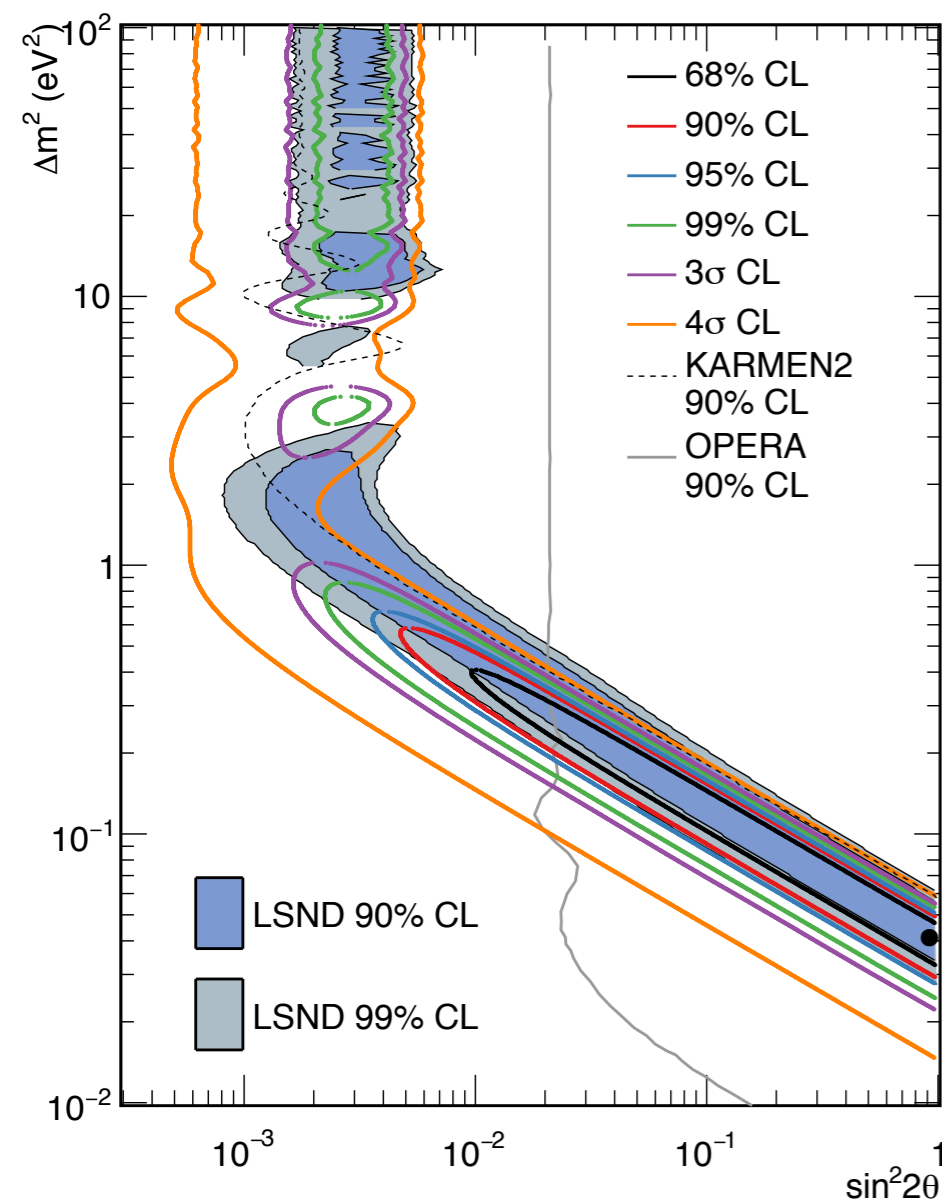 Δm² (eV²)
10²
10
1
10⁻¹
10⁻²
68% CL
90% CL
95% CL
99% CL
3σ CL
4σ CL
KARMEN2
90% CL
OPERA
90% CL
LSND 90% CL
LSND 99% CL
10⁻³ 10⁻² 10⁻¹ 1
sin²2θ